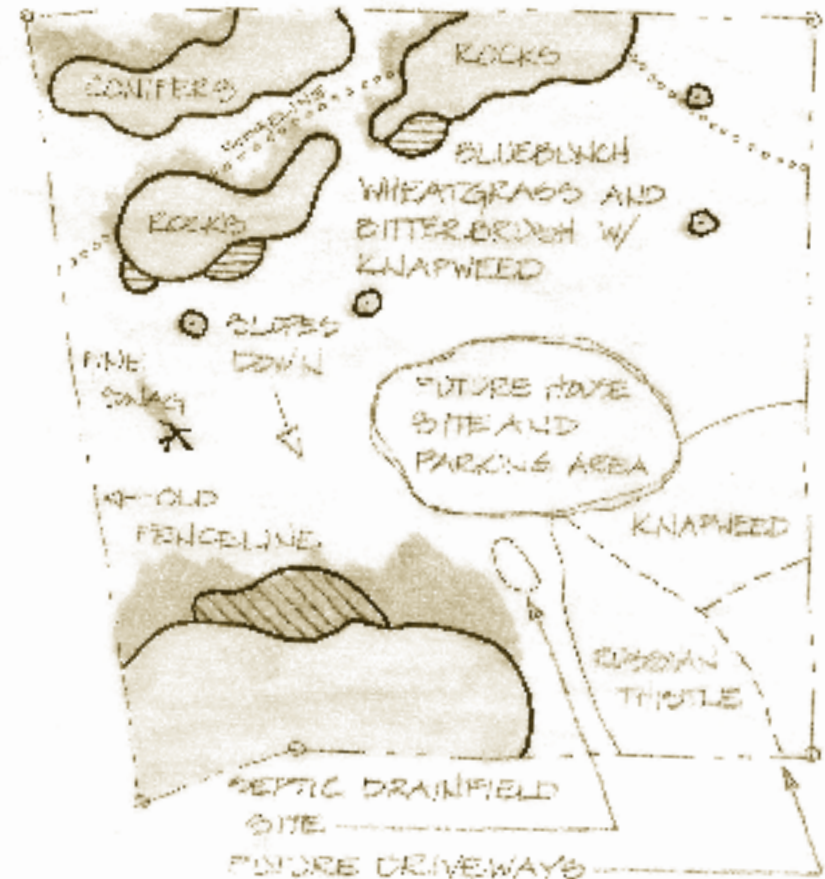 CONIFERS
ROCKS
BLUEBUNCH
WHEATGRASS AND
BITTERBRUSH W/
KNAPWEED
ROCKS
SLOPES
DOWN
PINE
SNAG
FUTURE HOUSE
SITE AND
PARKING AREA
OLD
FENCELINE
KNAPWEED
RUSSIAN
THISTLE
SEPTIC DRAINFIELD
SITE
FUTURE DRIVEWAYS